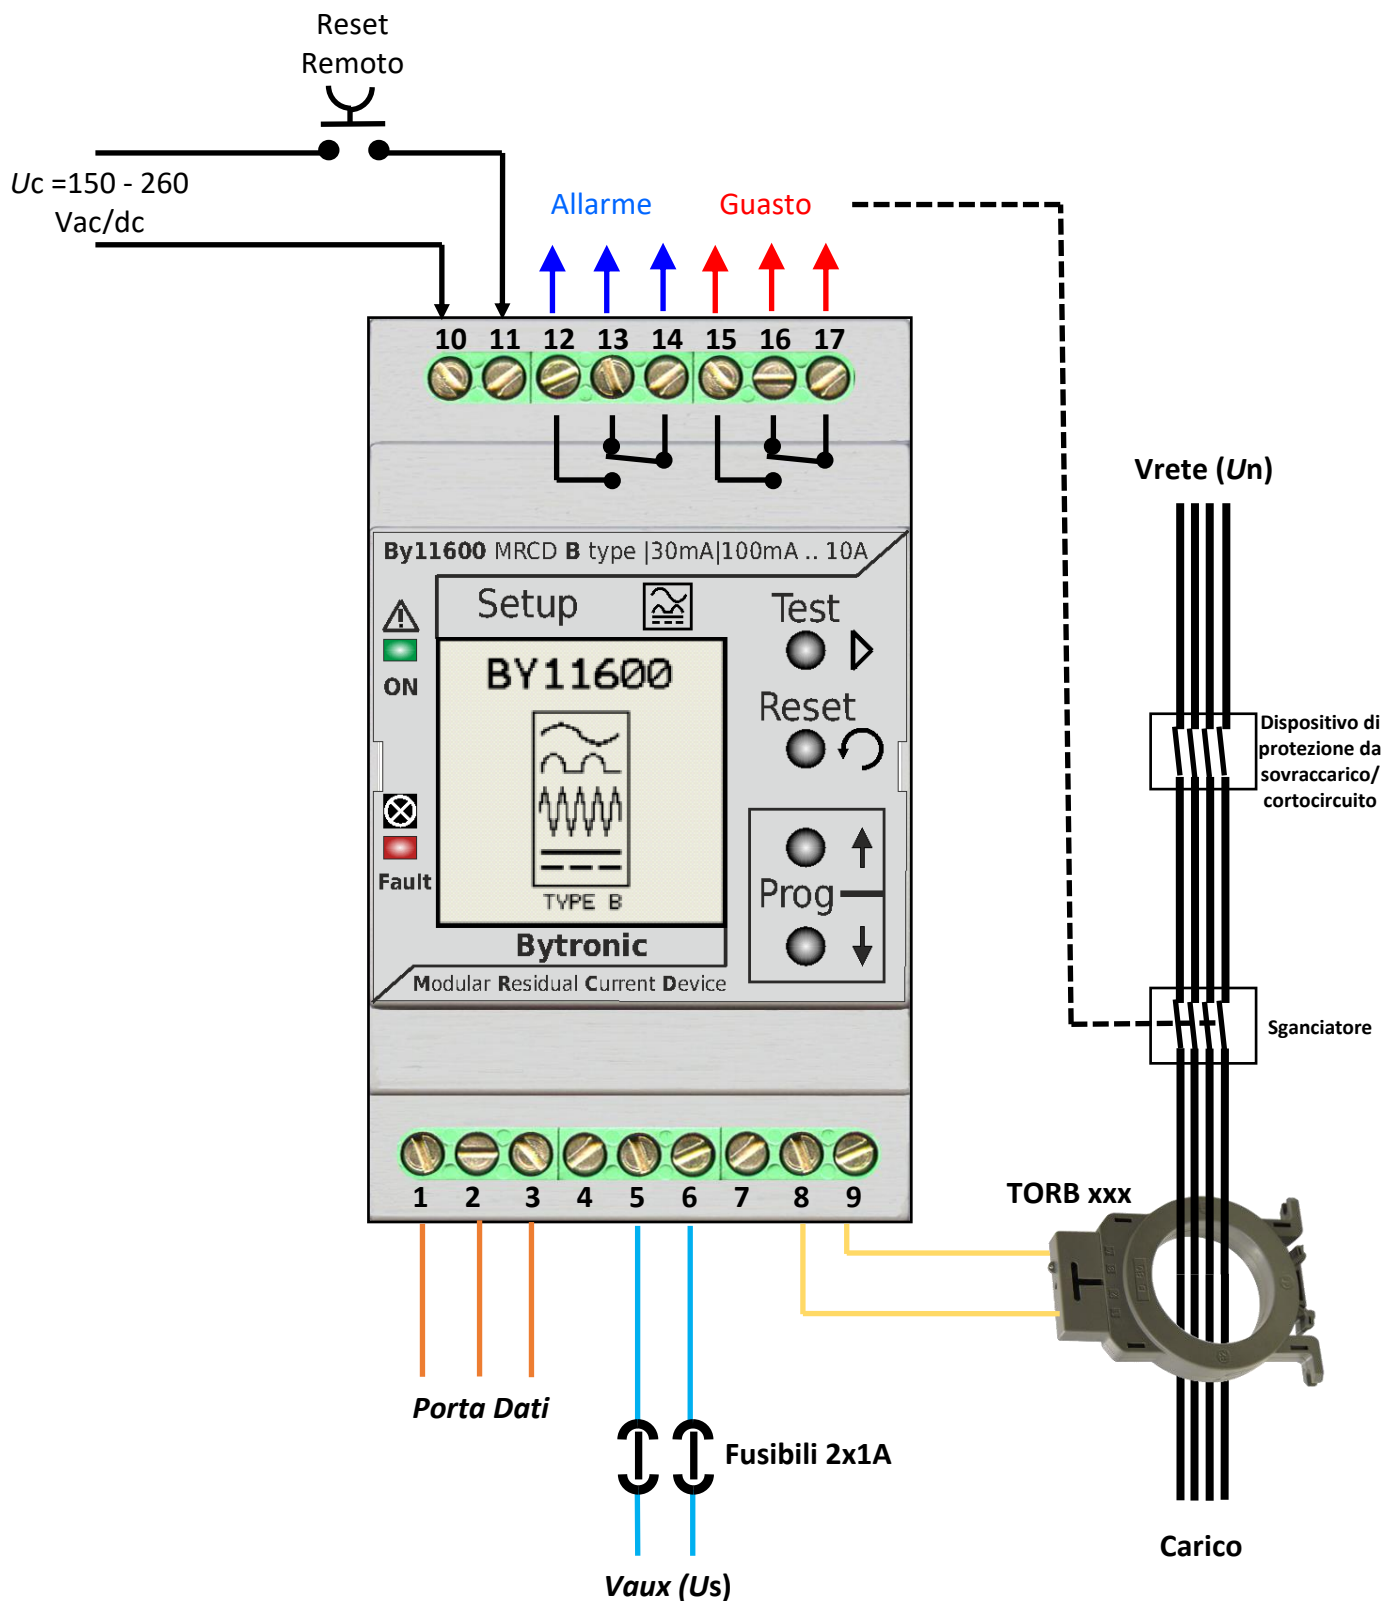 Reset
Remoto
Uc =150 - 260
Vac/dc
Allarme
Guasto
10 11 12 13 14 15 16 17
Vrete (Un)
By11600 MRCD B type |30mA|100mA .. 10A
Setup
Test
ON
BY11600
Reset
Dispositivo di
protezione da
sovraccarico/
cortocircuito
Fault
TYPE B
Prog
Bytronic
Modular Residual Current Device
Sganciatore
1 2 3 4 5 6 7 8 9
TORB xxx
Porta Dati
Fusibili 2x1A
Carico
Vaux (Us)